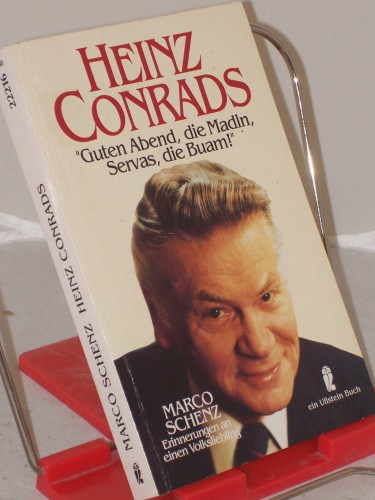 HEINZ
CONRADS
"Guten Abend, die Madln,
Servas, die Buam!"
MARCO
SCHENZ
Erinnerungen an
einen Volksliebling
ein Ullstein Buch
MARCO SCHENZ HEINZ CONRADS
22216